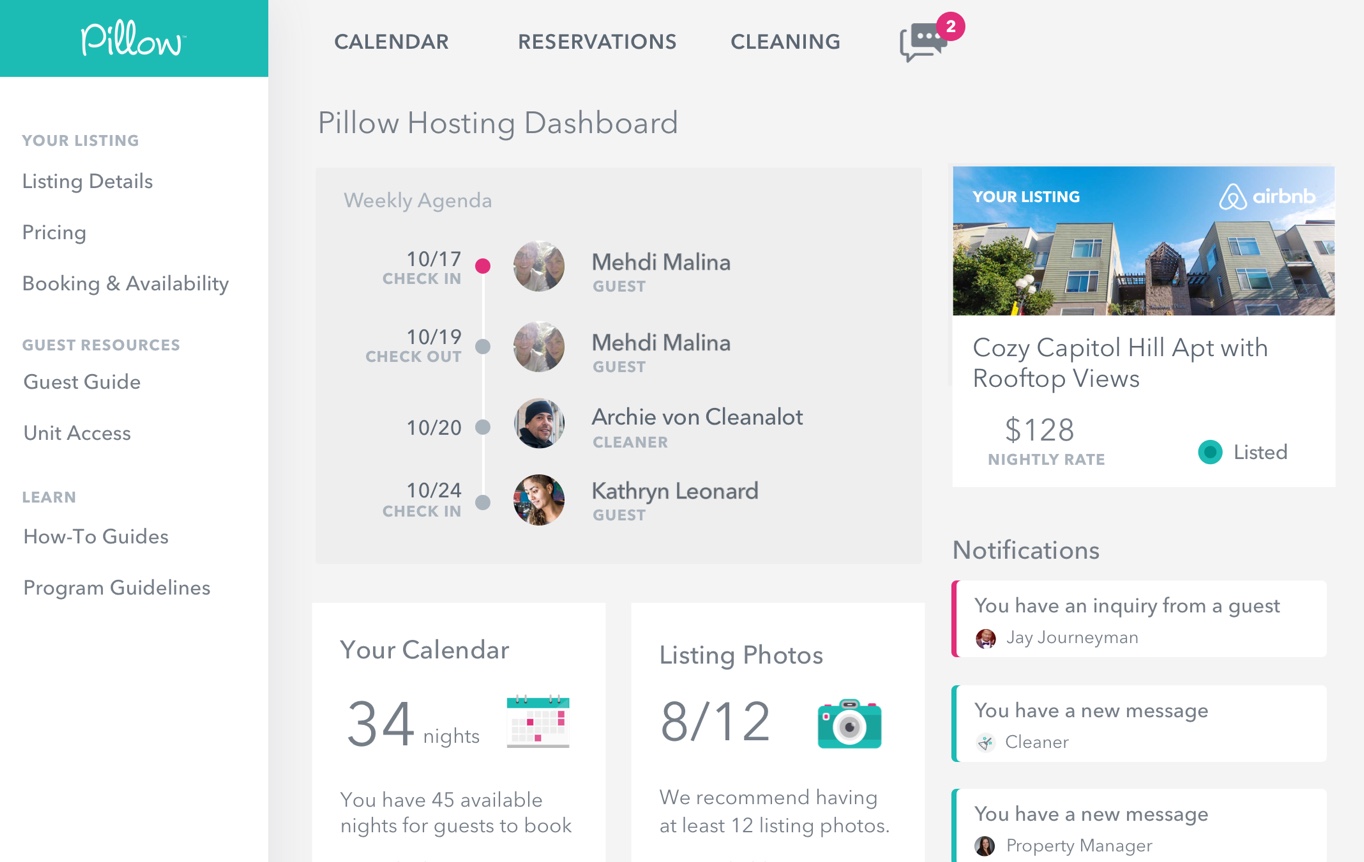 Pillow
CALENDAR
RESERVATIONS
CLEANING
2
YOUR LISTING
Listing Details
Pricing
Booking & Availability
GUEST RESOURCES
Guest Guide
Unit Access
LEARN
How-To Guides
Program Guidelines
Pillow Hosting Dashboard
Weekly Agenda
10/17
CHECK IN
Mehdi Malina
GUEST
10/19
CHECK OUT
Mehdi Malina
GUEST
10/20
Archie von Cleanalot
CLEANER
10/24
CHECK IN
Kathryn Leonard
GUEST
YOUR LISTING
airbnb
Cozy Capitol Hill Apt with
Rooftop Views
$128
NIGHTLY RATE
Listed
Your Calendar
34 nights
You have 45 available
nights for guests to book
Listing Photos
8/12
We recommend having
at least 12 listing photos.
Notifications
You have an inquiry from a guest
Jay Journeyman
You have a new message
Cleaner
You have a new message
Property Manager